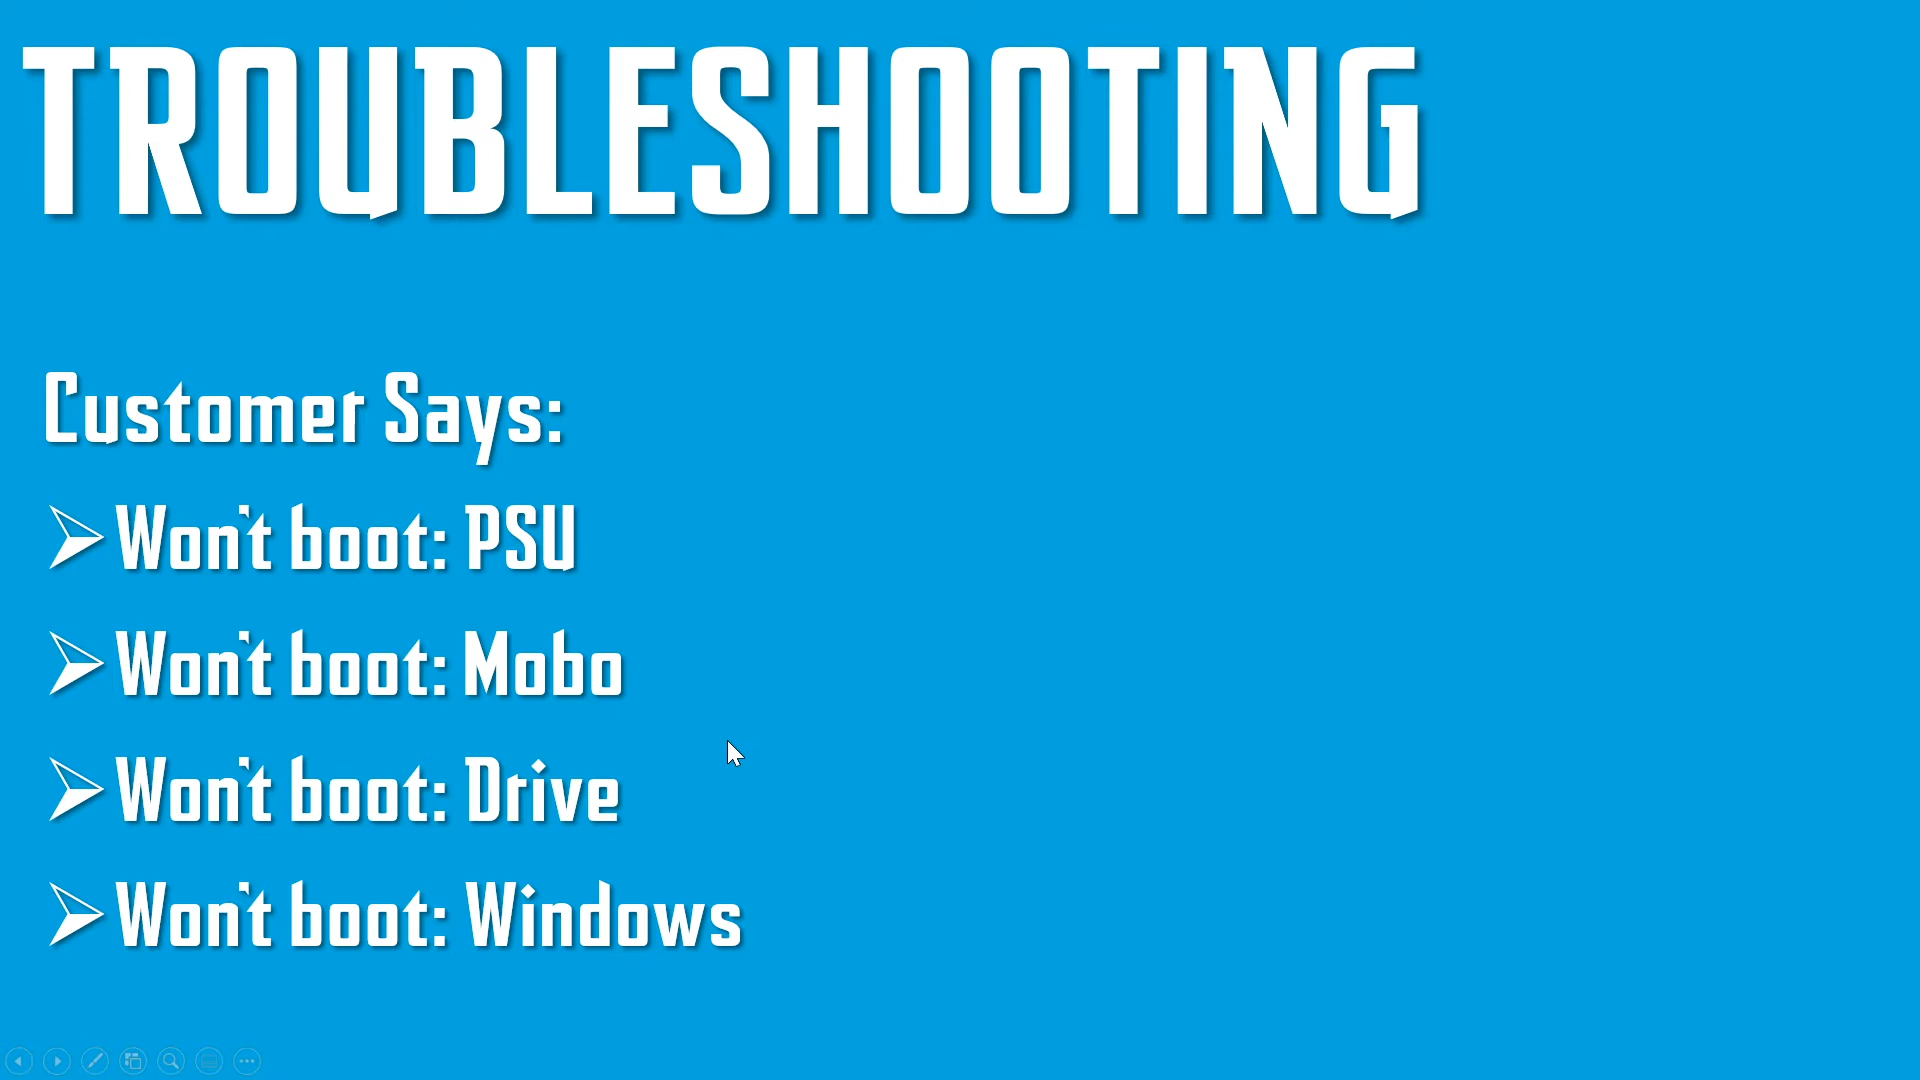 TROUBLESHOOTING
Customer Says:
Won't boot: PSU
Won't boot: Mobo
Won't boot: Drive
Won't boot: Windows